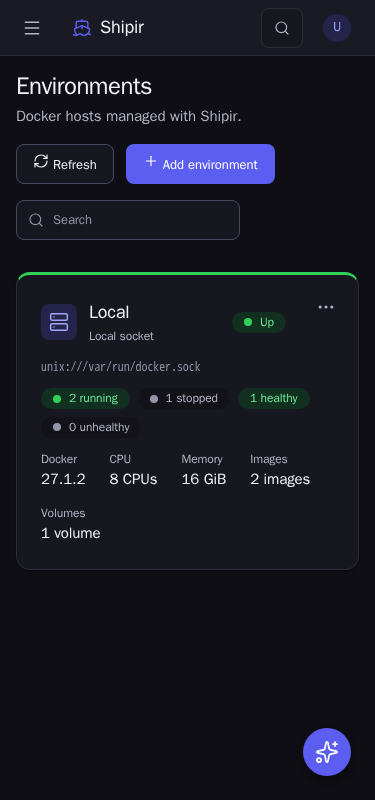 Shipir
U
Environments
Docker hosts managed with Shipir.
Refresh
Add environment
Search
Local
Local socket
Up
unix:///var/run/docker.sock
2 running
1 stopped
1 healthy
0 unhealthy
Docker CPU Memory Images
27.1.2 8 CPUs 16 GiB 2 images
Volumes
1 volume